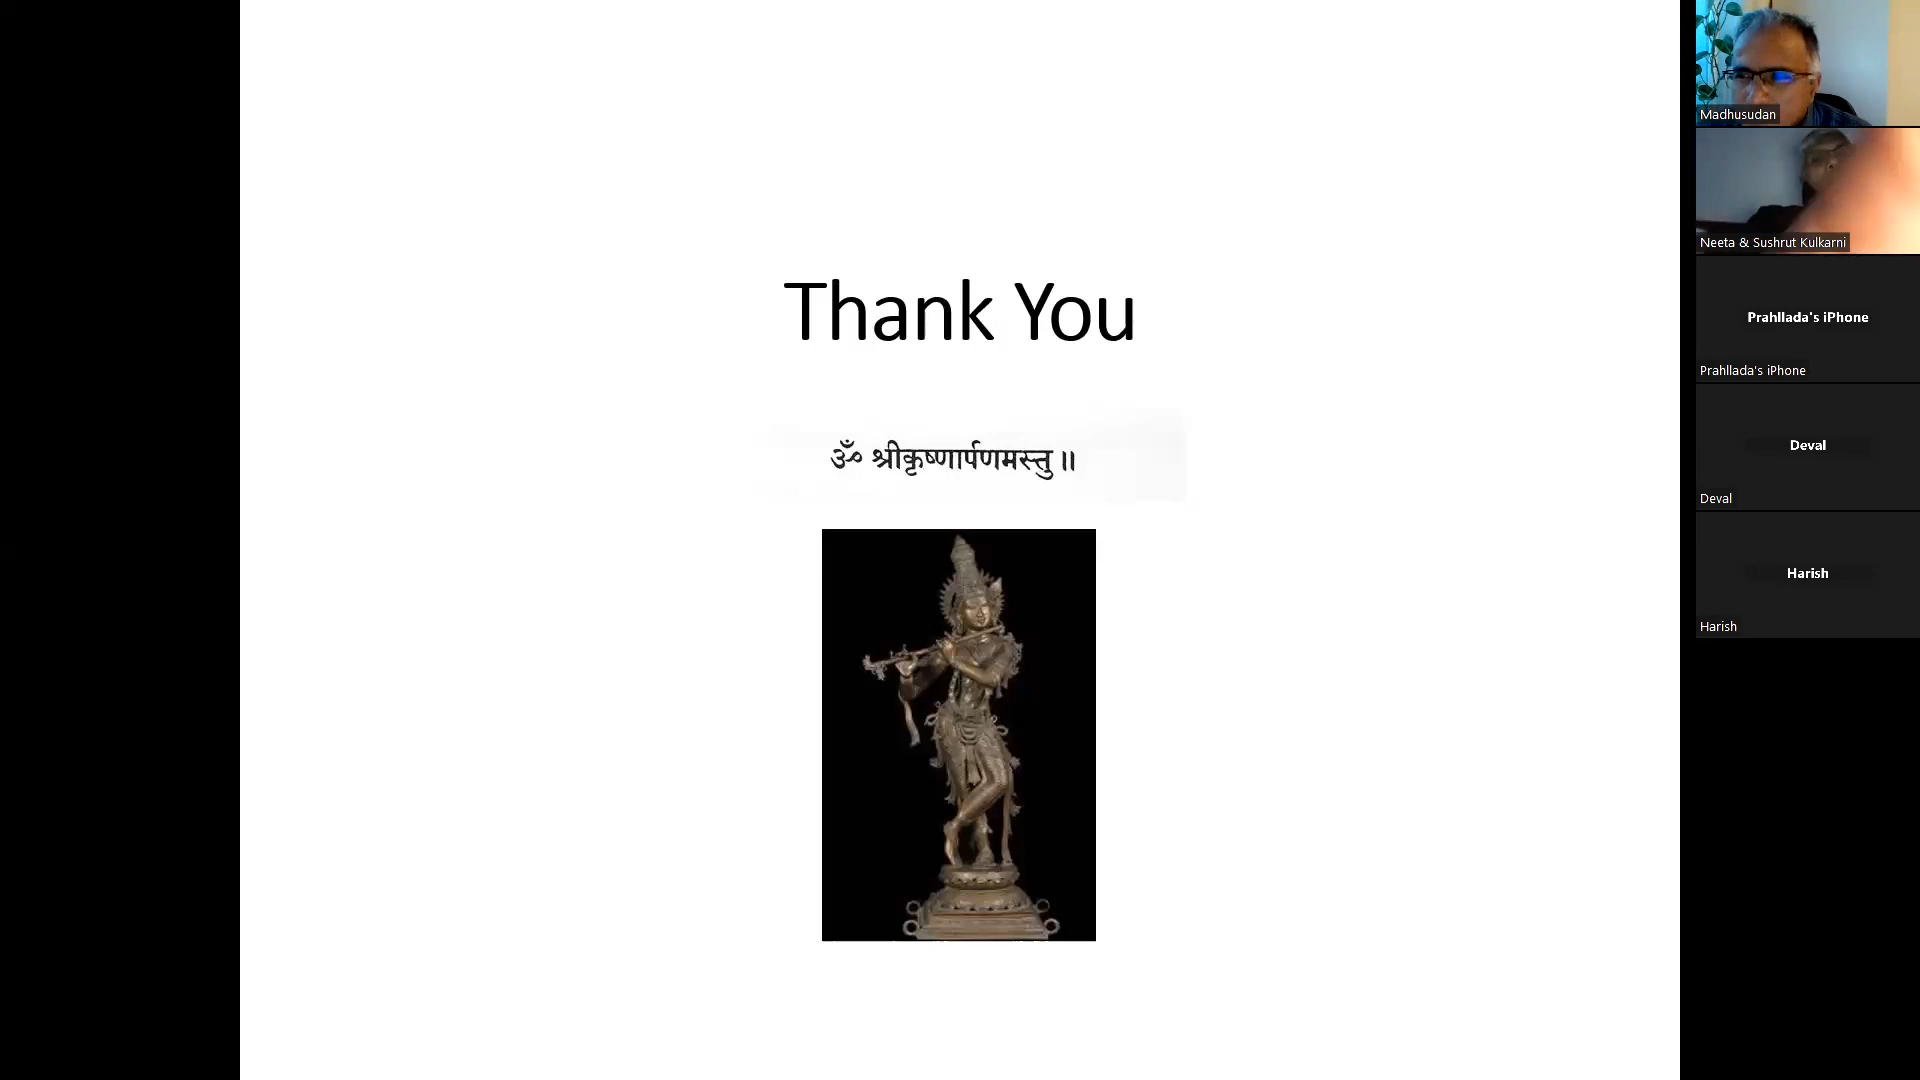 Thank You
ॐ श्रीकृष्णार्पणमस्तु ॥
Madhusudan
Neeta & Sushrut Kulkarni
Prahllada's iPhone
Prahllada's iPhone
Deval
Deval
Harish
Harish